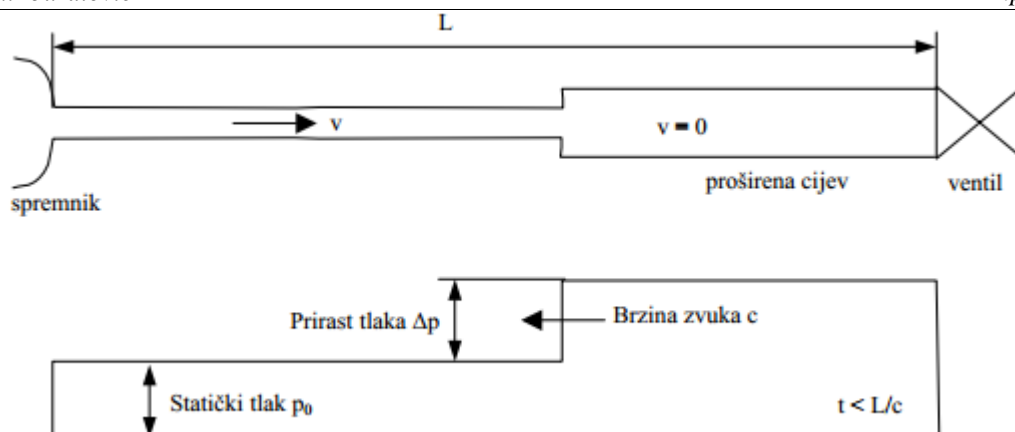 L
v
v = 0
proširena cijev
ventil
spremnik
Prirast tlaka Δp
Brzina zvuka c
Statički tlak p₀
t < L/c